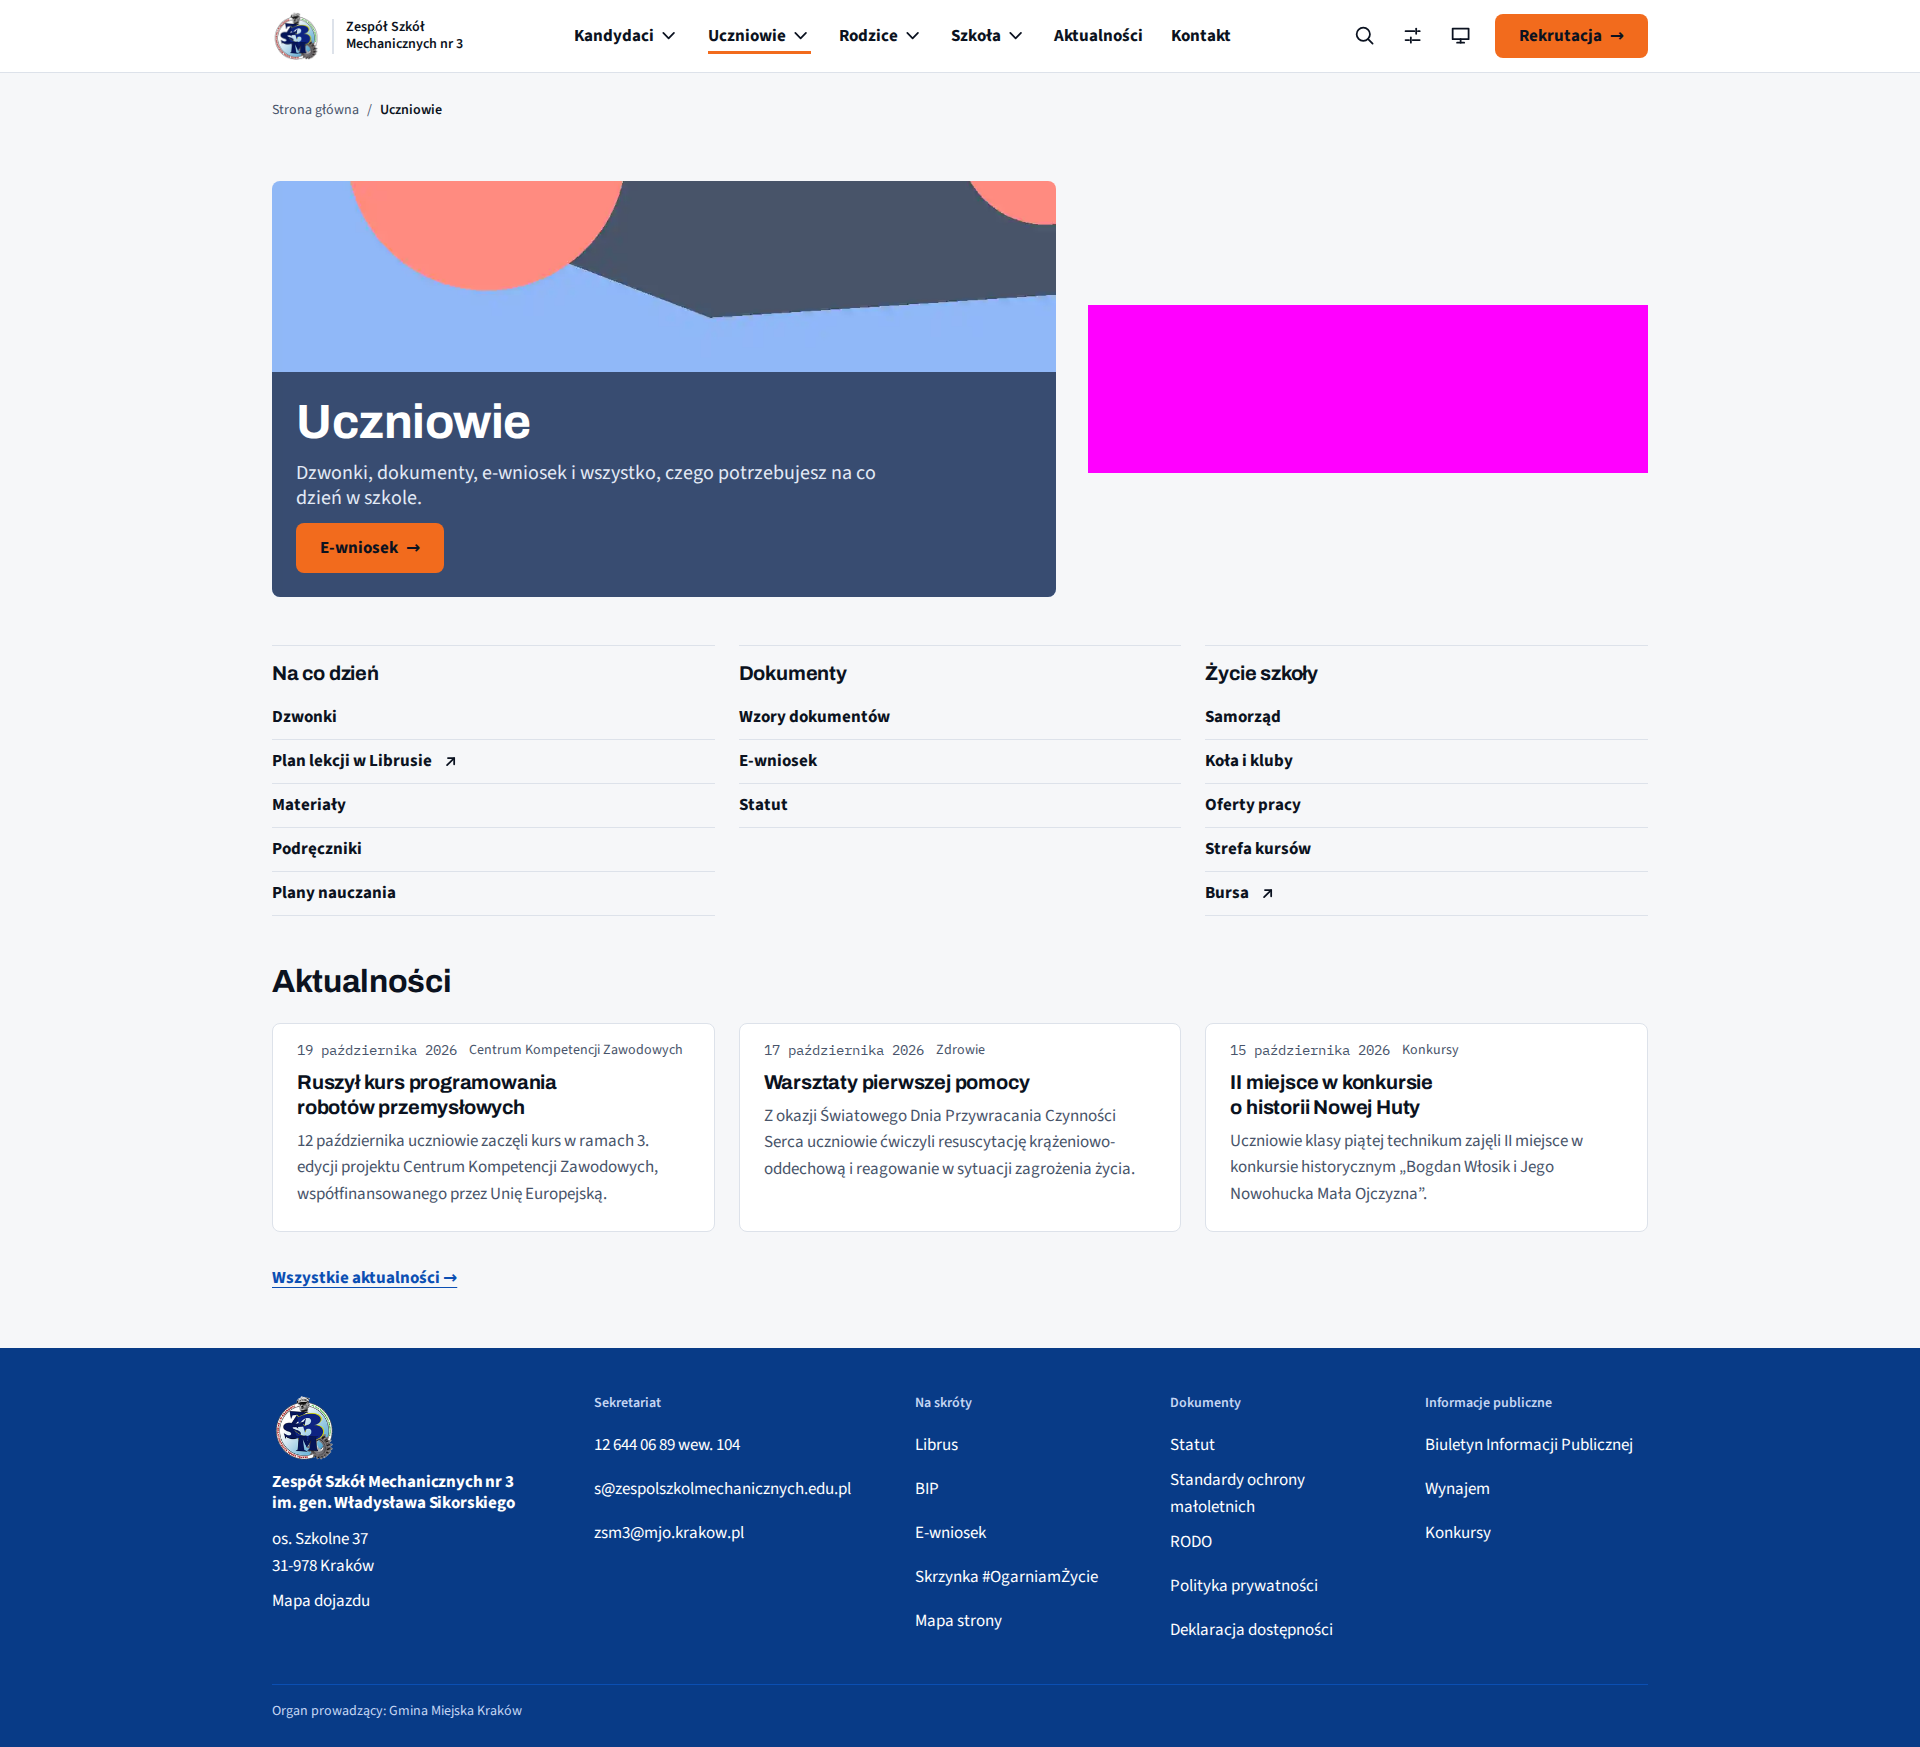 Zespół Szkół
Mechanicznych nr 3
Kandydaci
Uczniowie
Rodzice
Szkoła
Aktualności
Kontakt
Rekrutacja →
Strona główna / Uczniowie
Uczniowie
Dzwonki, dokumenty, e-wniosek i wszystko, czego potrzebujesz na co
dzień w szkole.
E-wniosek →
Na co dzień
Dzwonki
Plan lekcji w Librusie
Materiały
Podręczniki
Plany nauczania
Dokumenty
Wzory dokumentów
E-wniosek
Statut
Życie szkoły
Samorząd
Koła i kluby
Oferty pracy
Strefa kursów
Bursa
Aktualności
19 października 2026 Centrum Kompetencji Zawodowych
Ruszył kurs programowania
robotów przemysłowych
12 października uczniowie zaczęli kurs w ramach 3.
edycji projektu Centrum Kompetencji Zawodowych,
współfinansowanego przez Unię Europejską.
17 października 2026 Zdrowie
Warsztaty pierwszej pomocy
Z okazji Światowego Dnia Przywracania Czynności
Serca uczniowie ćwiczyli resuscytację krążeniowo-
oddechową i reagowanie w sytuacji zagrożenia życia.
15 października 2026 Konkursy
II miejsce w konkursie
o historii Nowej Huty
Uczniowie klasy piątej technikum zajęli II miejsce w
konkursie historycznym „Bogdan Włosik i Jego
Nowohucka Mała Ojczyzna”.
Wszystkie aktualności →
Zespół Szkół Mechanicznych nr 3
im. gen. Władysława Sikorskiego
os. Szkolne 37
31-978 Kraków
Mapa dojazdu
Sekretariat
12 644 06 89 wew. 104
s@zespolszkolmechanicznych.edu.pl
zsm3@mjo.krakow.pl
Na skróty
Librus
BIP
E-wniosek
Skrzynka #OgarniamŻycie
Mapa strony
Dokumenty
Statut
Standardy ochrony
małoletnich
RODO
Polityka prywatności
Deklaracja dostępności
Informacje publiczne
Biuletyn Informacji Publicznej
Wynajem
Konkursy
Organ prowadzący: Gmina Miejska Kraków